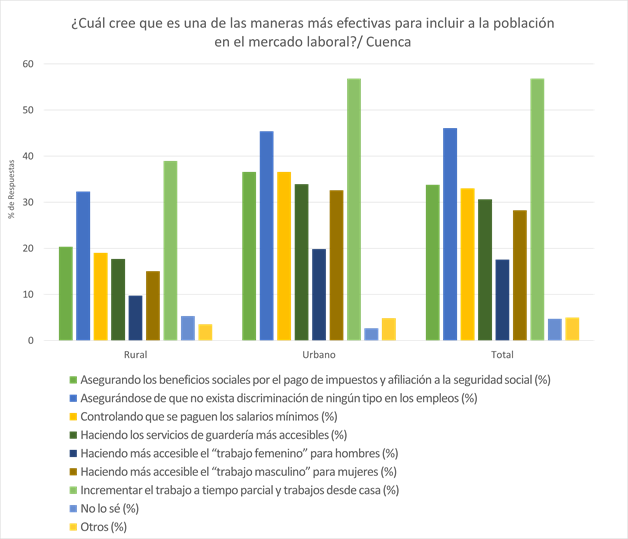 ¿Cuál cree que es una de las maneras más efectivas para incluir a la población
en el mercado laboral?/ Cuenca
60
50
40
30
20
10
0
% de Respuestas
Rural Urbano Total
Asegurando los beneficios sociales por el pago de impuestos y afiliación a la seguridad social (%)
Asegurándose de que no exista discriminación de ningún tipo en los empleos (%)
Controlando que se paguen los salarios mínimos (%)
Haciendo los servicios de guardería más accesibles (%)
Haciendo más accesible el "trabajo femenino” para hombres (%)
Haciendo más accesible el “trabajo masculino” para mujeres (%)
Incrementar el trabajo a tiempo parcial y trabajos desde casa (%)
No lo sé (%)
Otros (%)